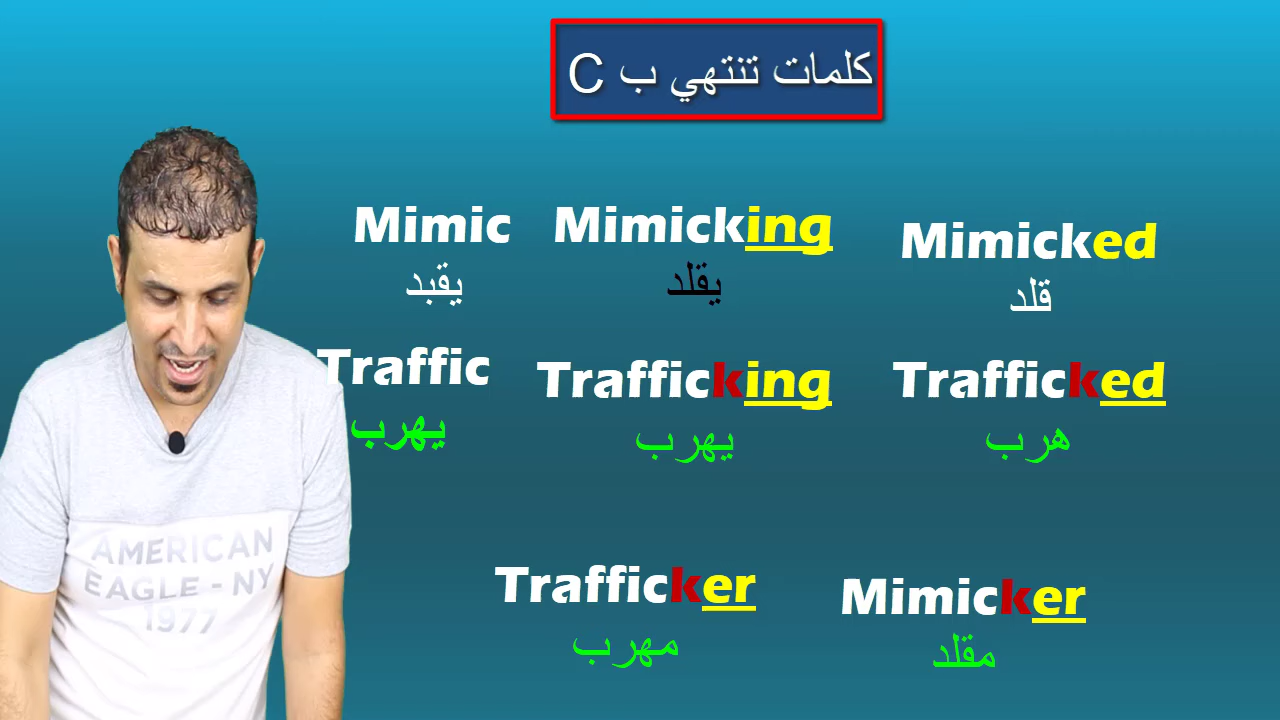 كلمات تنتهي ب C
Mimic
يقبد
Mimicking
يقلد
Mimicked
قلد
Traffic
يهرب
Trafficking
يهرب
Trafficked
هرب
Trafficker
مهرب
Mimicker
مقلد
AMERICAN
EAGLE - NY
1977